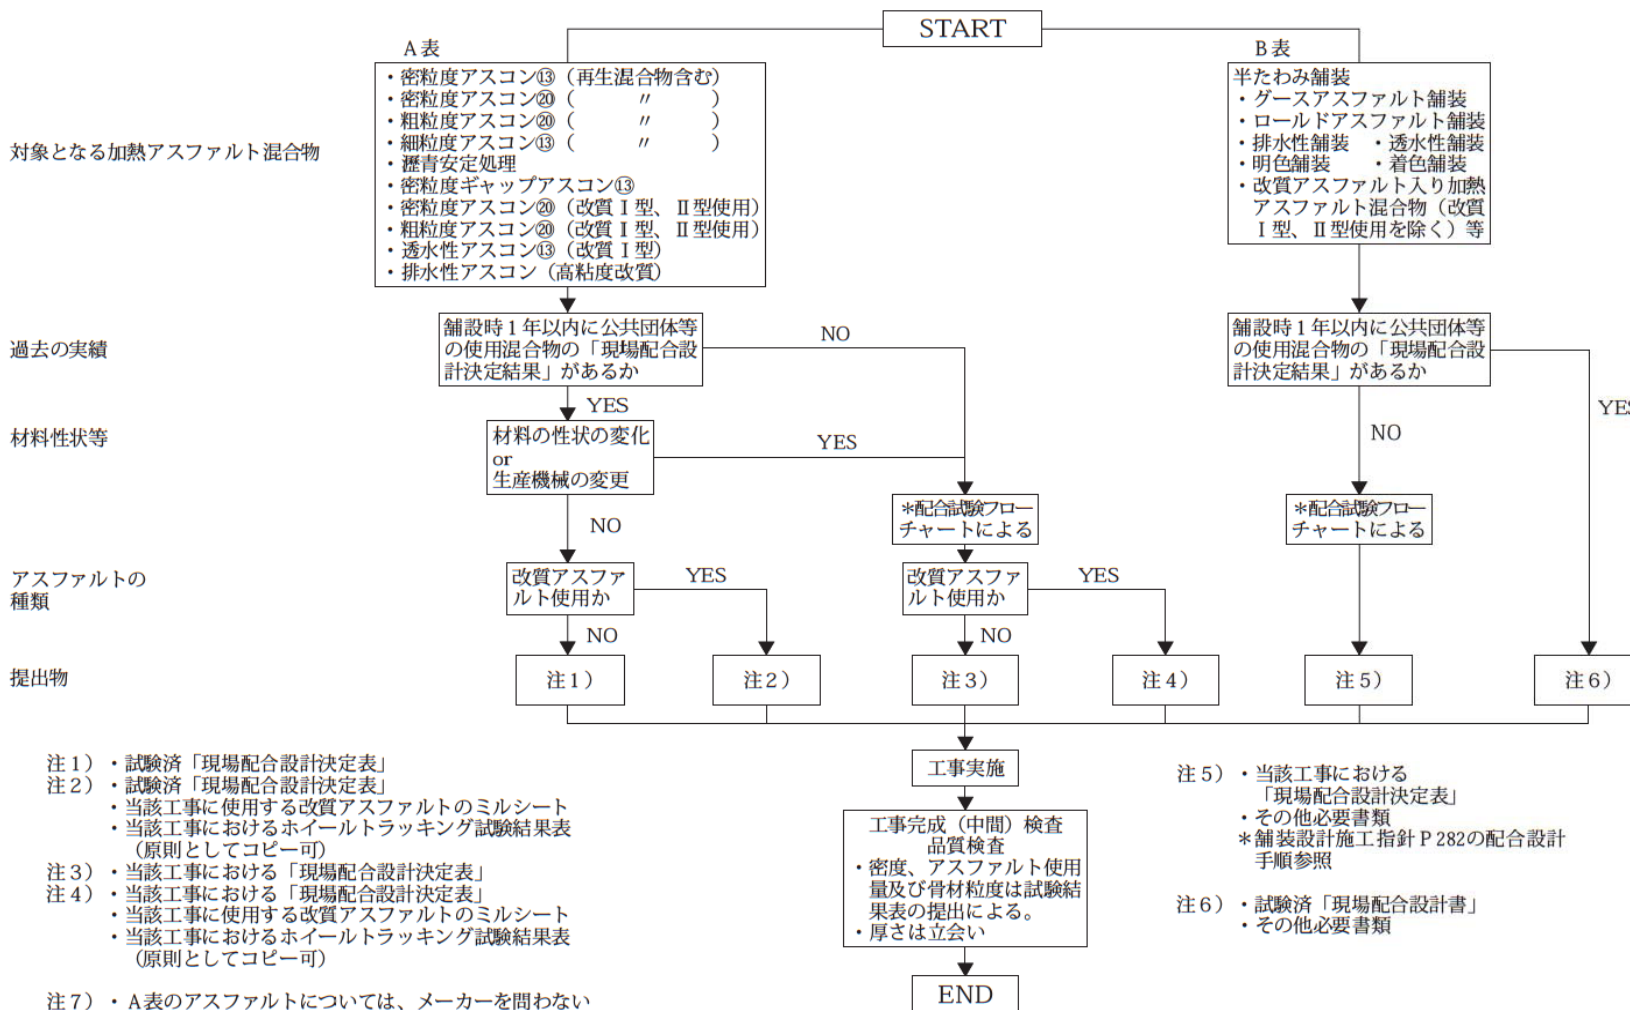 START
A表
・密粒度アスコン⑬（再生混合物含む）
・密粒度アスコン⑳（　　〃　　）
・粗粒度アスコン⑳（　　〃　　）
・細粒度アスコン⑬（　　〃　　）
・瀝青安定処理
・密粒度ギャップアスコン⑬
・密粒度アスコン⑳（改質Ⅰ型、Ⅱ型使用）
・粗粒度アスコン⑳（改質Ⅰ型、Ⅱ型使用）
・透水性アスコン⑬（改質Ⅰ型）
・排水性アスコン（高粘度改質）
B表
半たわみ舗装
・グースアスファルト舗装
・ロールドアスファルト舗装
・排水性舗装　・透水性舗装
・明色舗装　・着色舗装
・改質アスファルト入り加熱
アスファルト混合物（改質
Ⅰ型、Ⅱ型使用を除く）等
対象となる加熱アスファルト混合物
過去の実績
舗設時1年以内に公共団体等
の使用混合物の「現場配合設
計決定結果」があるか
NO
YES
舗設時1年以内に公共団体等
の使用混合物の「現場配合設
計決定結果」があるか
YES
NO
材料性状等
材料の性状の変化
or
生産機械の変更
YES
NO
＊配合試験フロー
チャートによる
＊配合試験フロー
チャートによる
アスファルトの
種類
改質アスファ
ルト使用か
YES
NO
改質アスファ
ルト使用か
YES
NO
提出物
注1）
注2）
注3）
注4）
注5）
注6）
注1）・試験済「現場配合設計決定表」
注2）・試験済「現場配合設計決定表」
・当該工事に使用する改質アスファルトのミルシート
・当該工事におけるホイールトラッキング試験結果表
（原則としてコピー可）
注3）・当該工事における「現場配合設計決定表」
注4）・当該工事における「現場配合設計決定表」
・当該工事に使用する改質アスファルトのミルシート
・当該工事におけるホイールトラッキング試験結果表
（原則としてコピー可）
注7）・A表のアスファルトについては、メーカーを問わない
工事実施
工事完成（中間）検査
品質検査
・密度、アスファルト使用
量及び骨材粒度は試験結
果表の提出による。
・厚さは立会い
END
注5）・当該工事における
「現場配合設計決定表」
・その他必要書類
＊舗装設計施工指針P282の配合設計
手順参照
注6）・試験済「現場配合設計書」
・その他必要書類